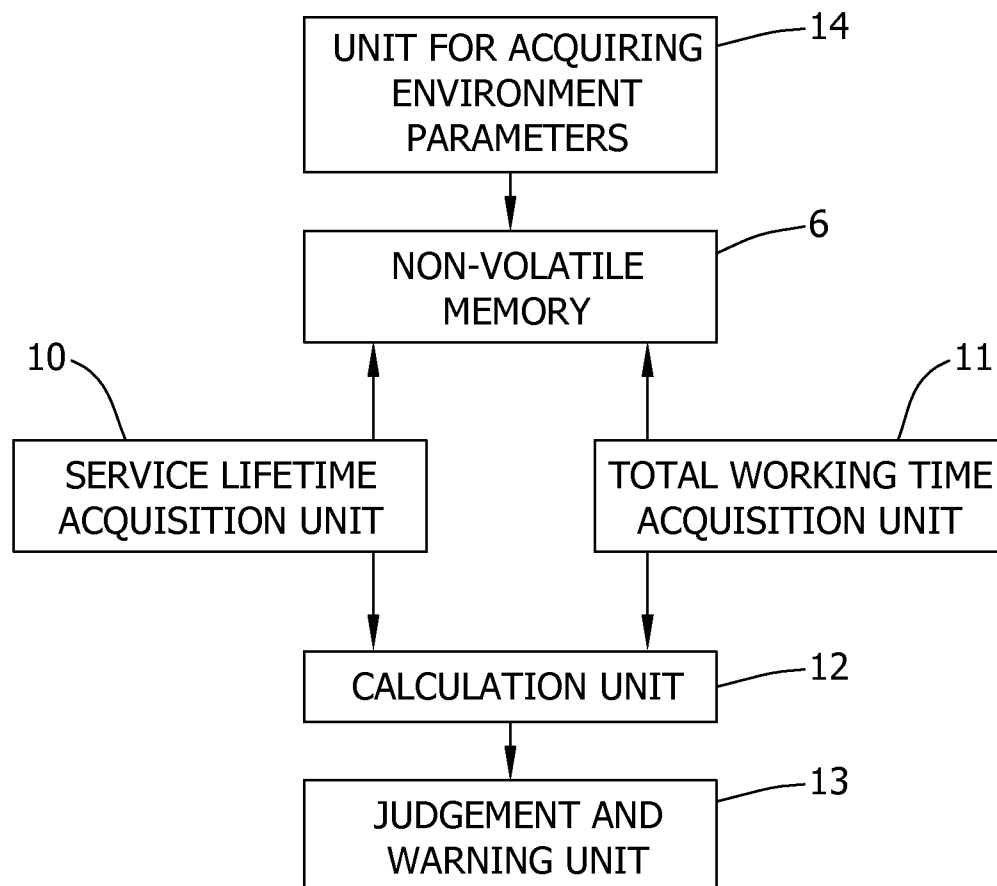 UNIT FOR ACQUIRING
ENVIRONMENT
PARAMETERS
14
NON-VOLATILE
MEMORY
6
10
11
SERVICE LIFETIME
ACQUISITION UNIT
TOTAL WORKING TIME
ACQUISITION UNIT
CALCULATION UNIT
12
JUDGEMENT AND
WARNING UNIT
13